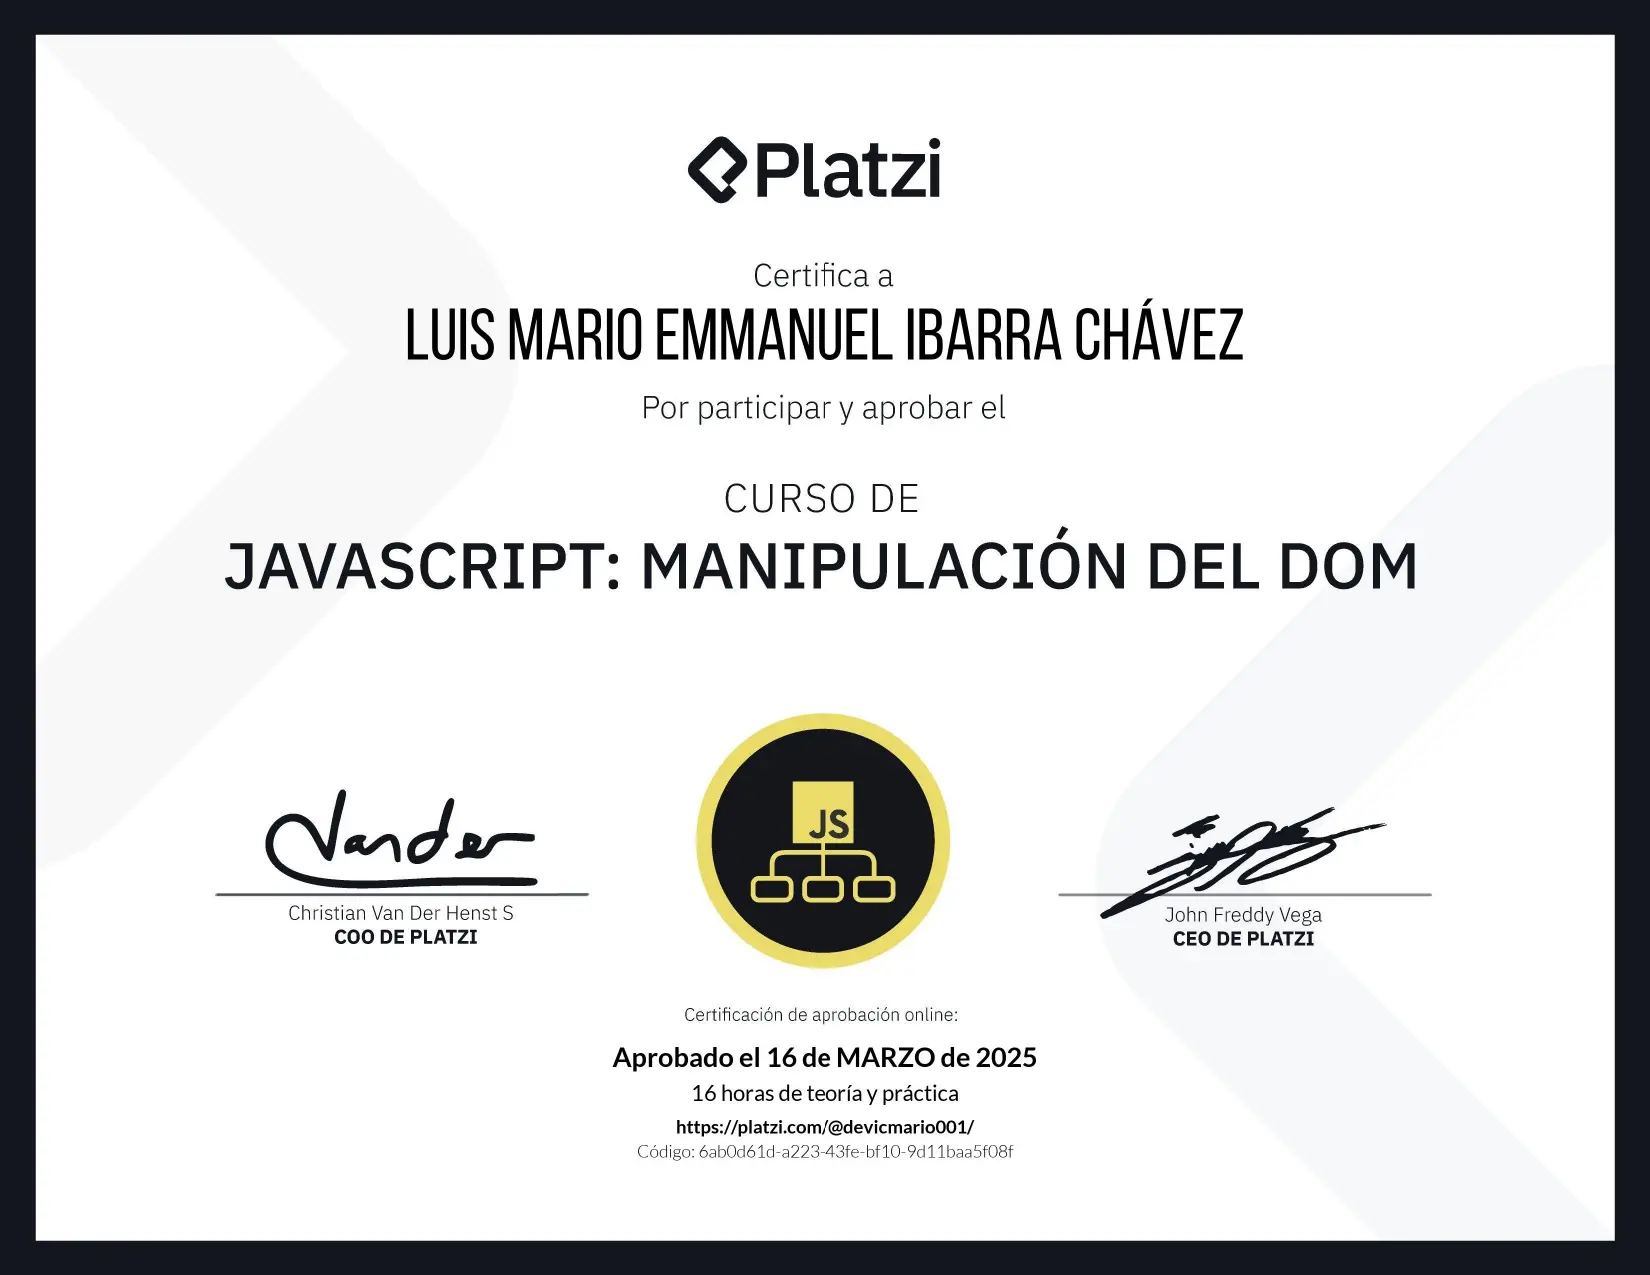 Platzi
Certifica a
LUIS MARIO EMMANUEL IBARRA CHÁVEZ
Por participar y aprobar el
CURSO DE
JAVASCRIPT: MANIPULACIÓN DEL DOM
JS
Vander
Christian Van Der Henst S
COO DE PLATZI
John Freddy Vega
CEO DE PLATZI
Certificación de aprobación online:
Aprobado el 16 de MARZO de 2025
16 horas de teoría y práctica
https://platzi.com/@devicmario001/
Código: 6ab0d61d-a223-43fe-bf10-9d11baa5f08f